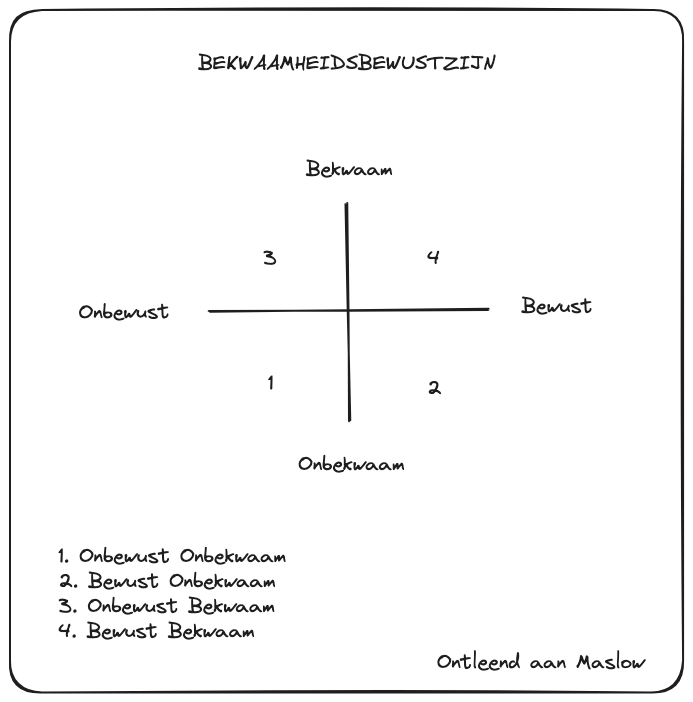 BEKWAAMHEIDSBEWUSTZIJN
Bekwaam
3 4
Onbewust Bewust
1 2
Onbekwaam
1. Onbewust Onbekwaam
2. Bewust Onbekwaam
3. Onbewust Bekwaam
4. Bewust Bekwaam
Ontleend aan Maslow